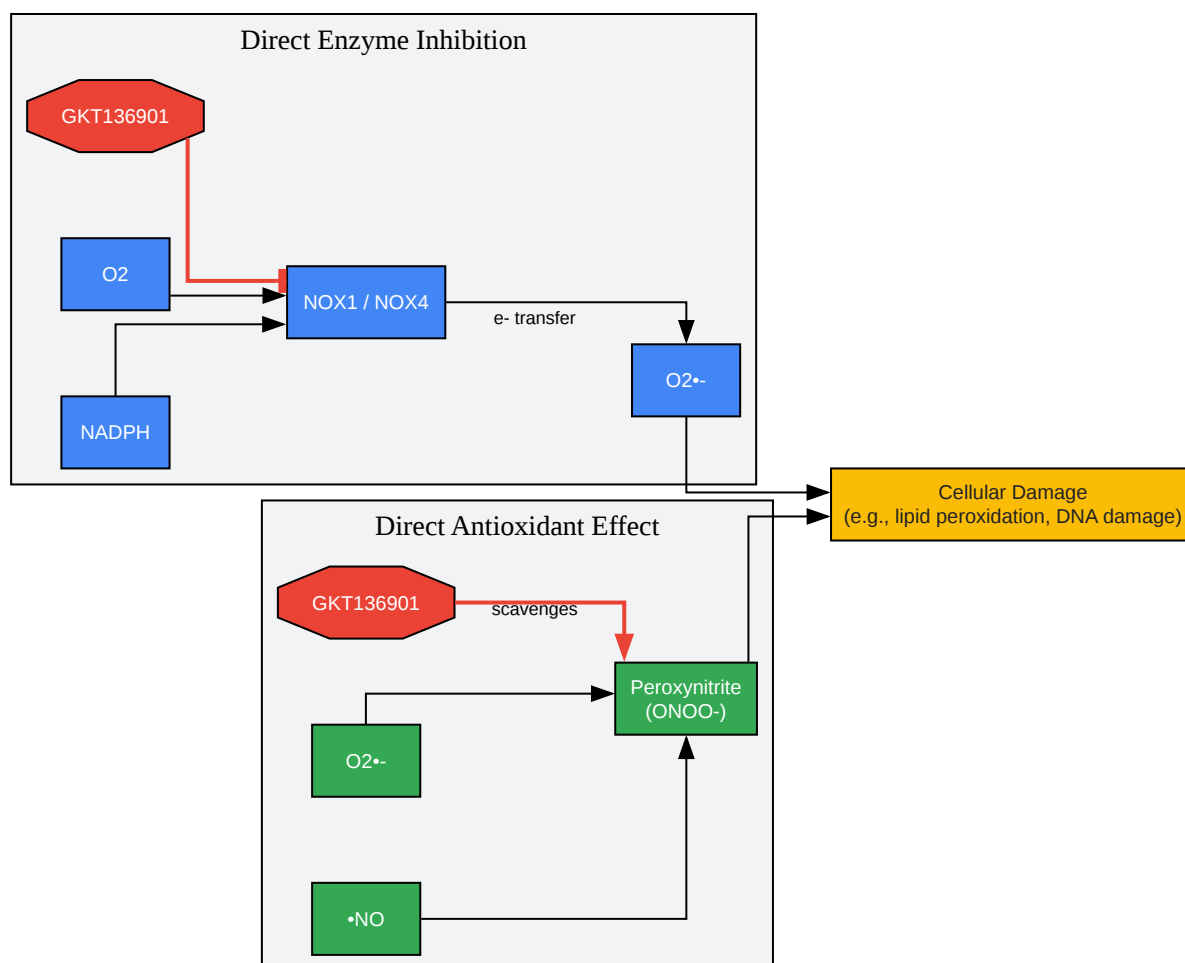 Direct Enzyme Inhibition
GKT136901
O2
NOX1 / NOX4
e- transfer
O2•-
NADPH
Cellular Damage
(e.g., lipid peroxidation, DNA damage)
Direct Antioxidant Effect
GKT136901
scavenges
Peroxynitrite
(ONOO-)
O2•-
•NO